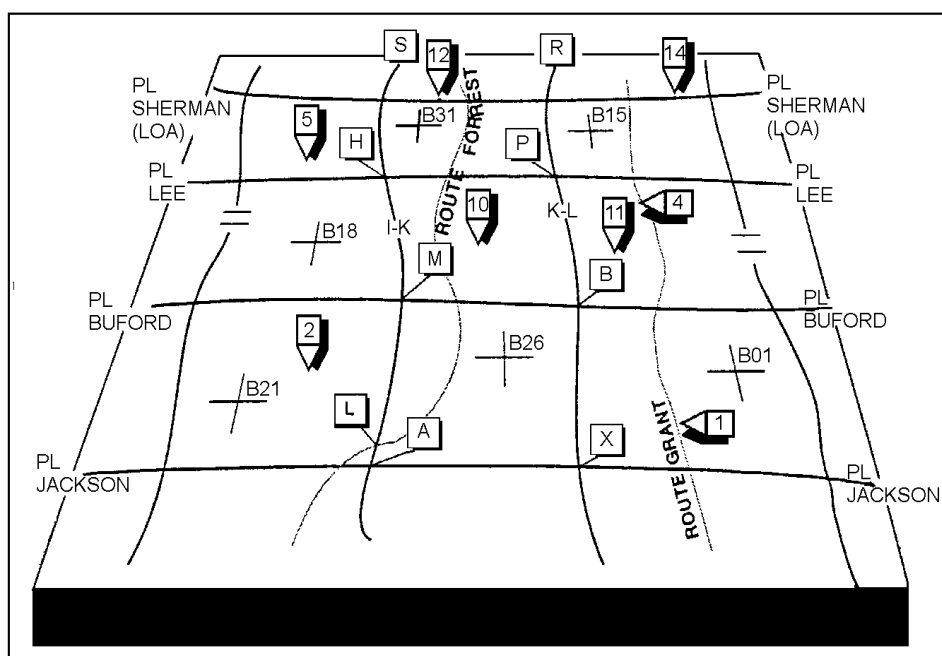 S
12
R
14
PL
SHERMAN
(LOA)
PL
SHERMAN
(LOA)
5
B31
B15
H
P
ROUTE FORREST
PL
LEE
PL
LEE
10
11
4
I-K
K-L
B18
M
B
PL
BUFORD
PL
BUFORD
2
B26
B01
B21
L
A
X
1
ROUTE GRANT
PL
JACKSON
PL
JACKSON